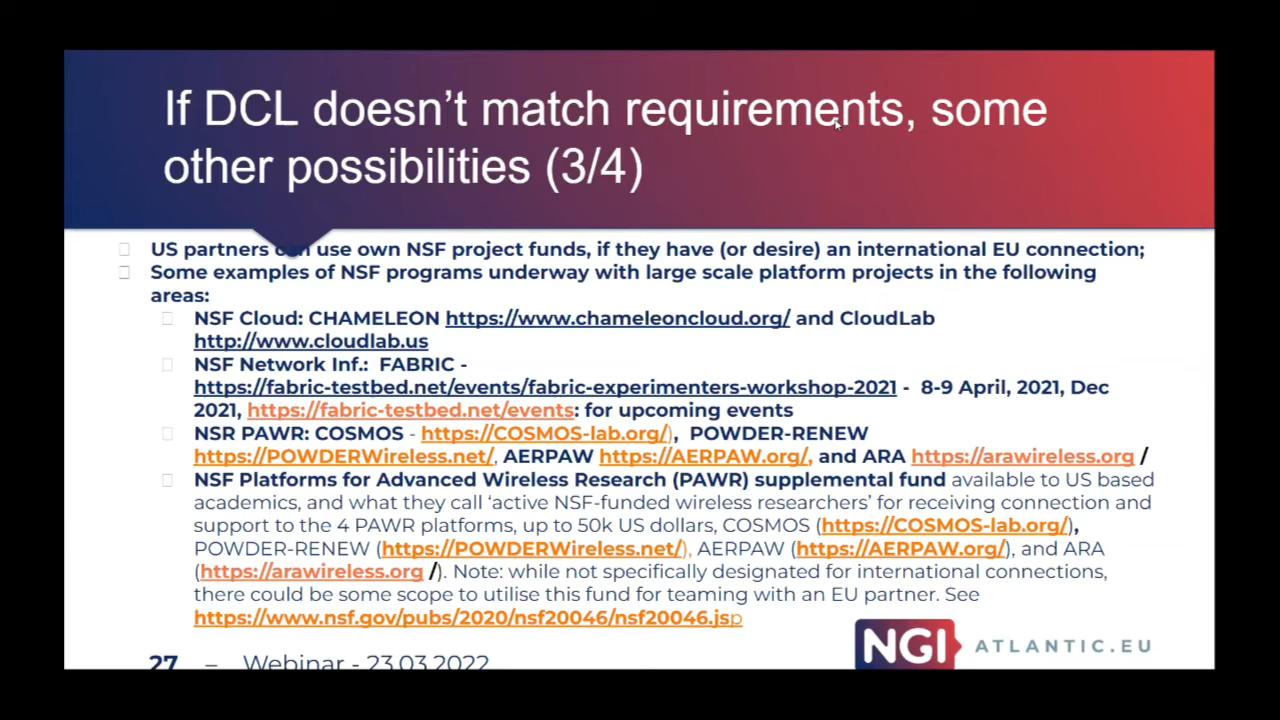 If DCL doesn't match requirements, some
other possibilities (3/4)
US partners can use own NSF project funds, if they have (or desire) an international EU connection;
Some examples of NSF programs underway with large scale platform projects in the following
areas:
NSF Cloud: CHAMELEON https://www.chameleoncloud.org/ and CloudLab
http://www.cloudlab.us
NSF Network Inf.: FABRIC -
https://fabric-testbed.net/events/fabric-experimenters-workshop-2021 - 8-9 April, 2021, Dec
2021, https://fabric-testbed.net/events: for upcoming events
NSR PAWR: COSMOS - https://COSMOS-lab.org/), POWDER-RENEW
https://POWDERWireless.net/, AERPAW https://AERPAW.org/, and ARA https://arawireless.org /
NSF Platforms for Advanced Wireless Research (PAWR) supplemental fund available to US based
academics, and what they call 'active NSF-funded wireless researchers' for receiving connection and
support to the 4 PAWR platforms, up to 50k US dollars, COSMOS (https://COSMOS-lab.org/),
POWDER-RENEW (https://POWDERWireless.net/), AERPAW (https://AERPAW.org/), and ARA
(https://arawireless.org /). Note: while not specifically designated for international connections,
there could be some scope to utilise this fund for teaming with an EU partner. See
https://www.nsf.gov/pubs/2020/nsf20046/nsf20046.jsp
27 – Webinar - 23.03.2022
NGI ATLANTIC.EU